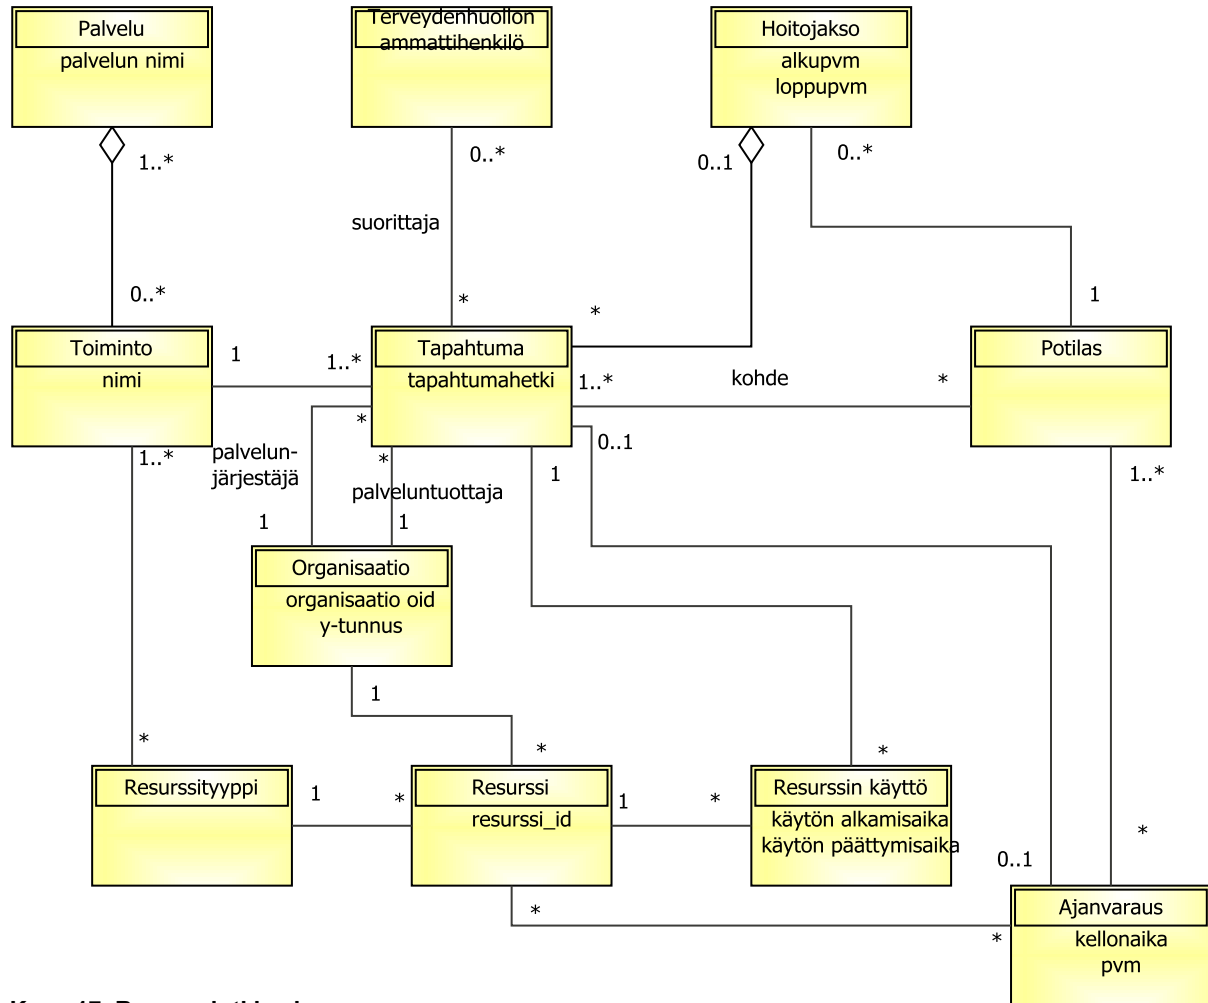 Palvelu
palvelun nimi
Terveydenhuollon
ammattihenkilö
Hoitojakso
alkupvm
loppupvm
1..*
0..*
0..1
0..*
suorittaja
0..*
*
*
1
Toiminto
nimi
1
1..*
Tapahtuma
tapahtumahetki
1..*
kohde
*
Potilas
1..*
palvelun-
järjestäjä
*
*
palveluntuottaja
1
0..1
1..*
1
1
Organisaatio
organisaatio oid
y-tunnus
1
*
*
*
Resurssityyppi
1
*
Resurssi
resurssi_id
1
*
Resurssin käyttö
käytön alkamisaika
käytön päättymisaika
*
0..1
*
*
Ajanvaraus
kellonaika
pvm